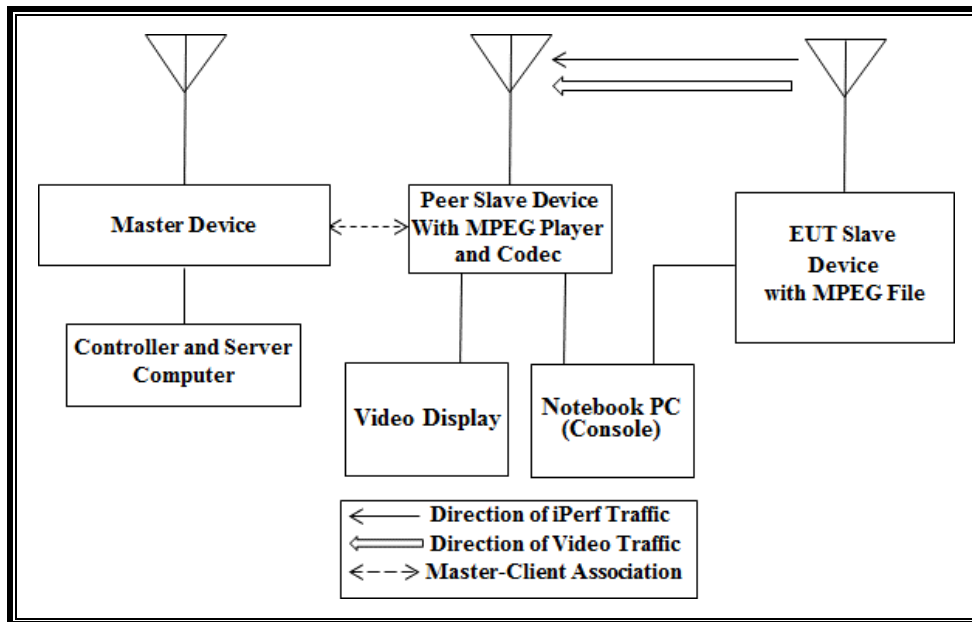 Master Device
Peer Slave Device
With MPEG Player
and Codec
EUT Slave
Device
with MPEG File
Controller and Server
Computer
Video Display
Notebook PC
(Console)
Direction of iPerf Traffic
Direction of Video Traffic
Master-Client Association